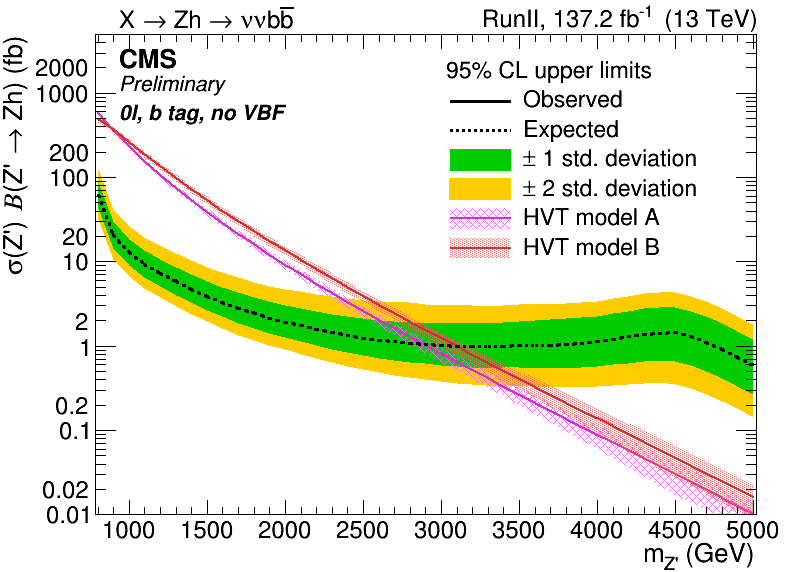 X → Zh → ννbb̅
RunII, 137.2 fb⁻¹ (13 TeV)
CMS
Preliminary
0l, b tag, no VBF
95% CL upper limits
Observed
Expected
± 1 std. deviation
± 2 std. deviation
HVT model A
HVT model B
σ(Z') B(Z' → Zh) (fb)
2000
1000
200
100
20
10
2
1
0.2
0.1
0.02
0.01
1000 1500 2000 2500 3000 3500 4000 4500 5000
m_Z' (GeV)